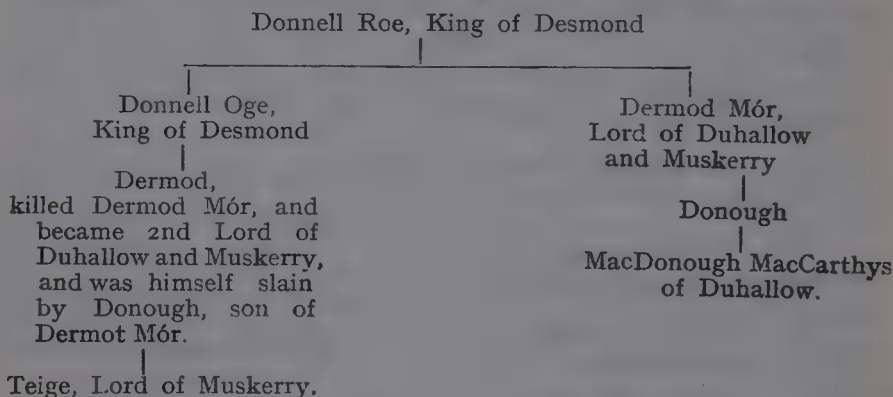 Donnell Roe, King of Desmond
Donnell Oge,
King of Desmond
Dermod,
killed Dermod Mór, and
became 2nd Lord of
Duhallow and Muskerry,
and was himself slain
by Donough, son of
Dermot Mór.
Teige, Lord of Muskerry.
Dermod Mór,
Lord of Duhallow
and Muskerry
Donough
MacDonough MacCarthys
of Duhallow.